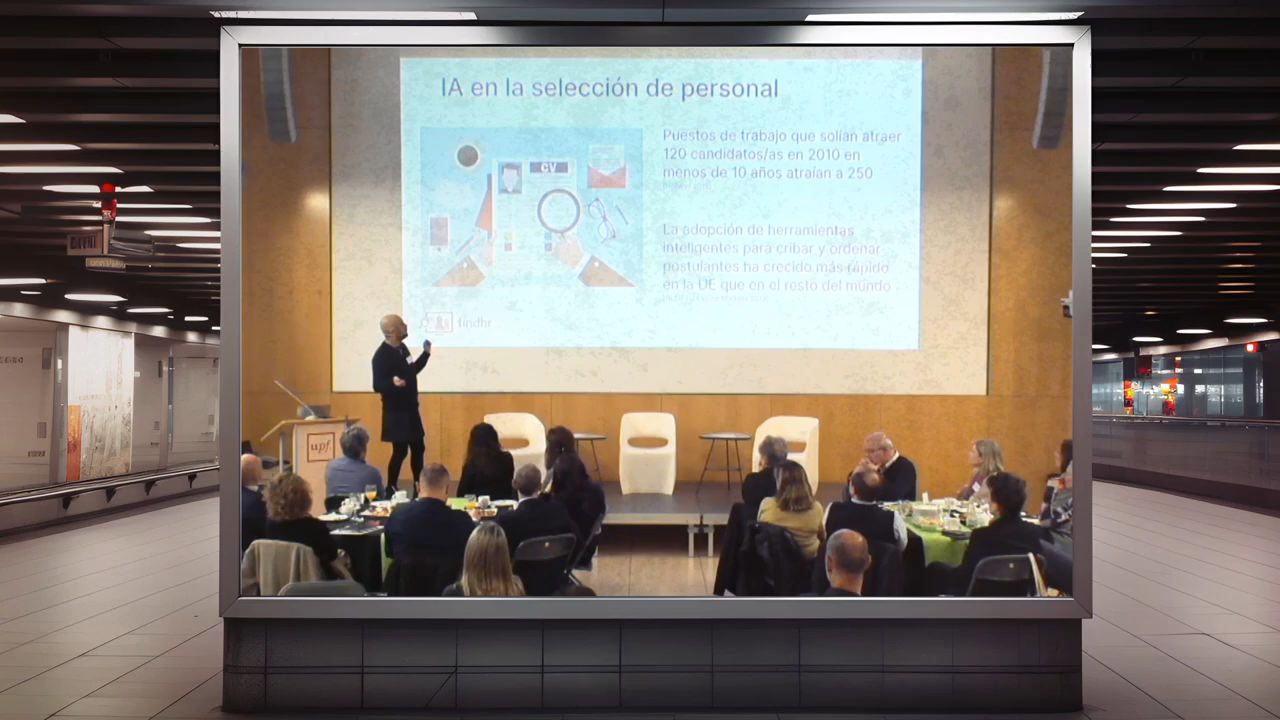 IA en la selección de personal
CV
Puestos de trabajo que solían atraer
120 candidatos/as en 2010 en
menos de 10 años atraían a 250
La adopción de herramientas
inteligentes para cribar y ordenar
postulantes ha crecido más rápido
en la UE que en el resto del mundo
findhr
upf.